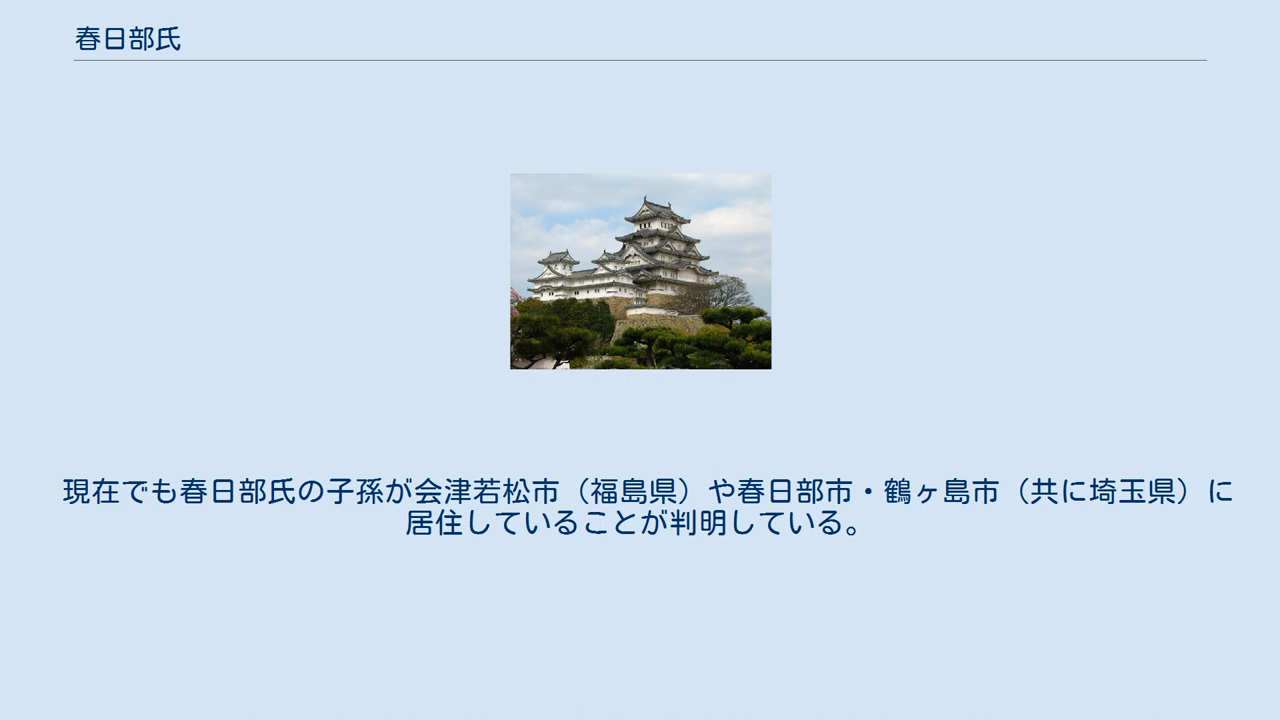 春日部氏
現在でも春日部氏の子孫が会津若松市（福島県）や春日部市・鶴ヶ島市（共に埼玉県）に
居住していることが判明している。